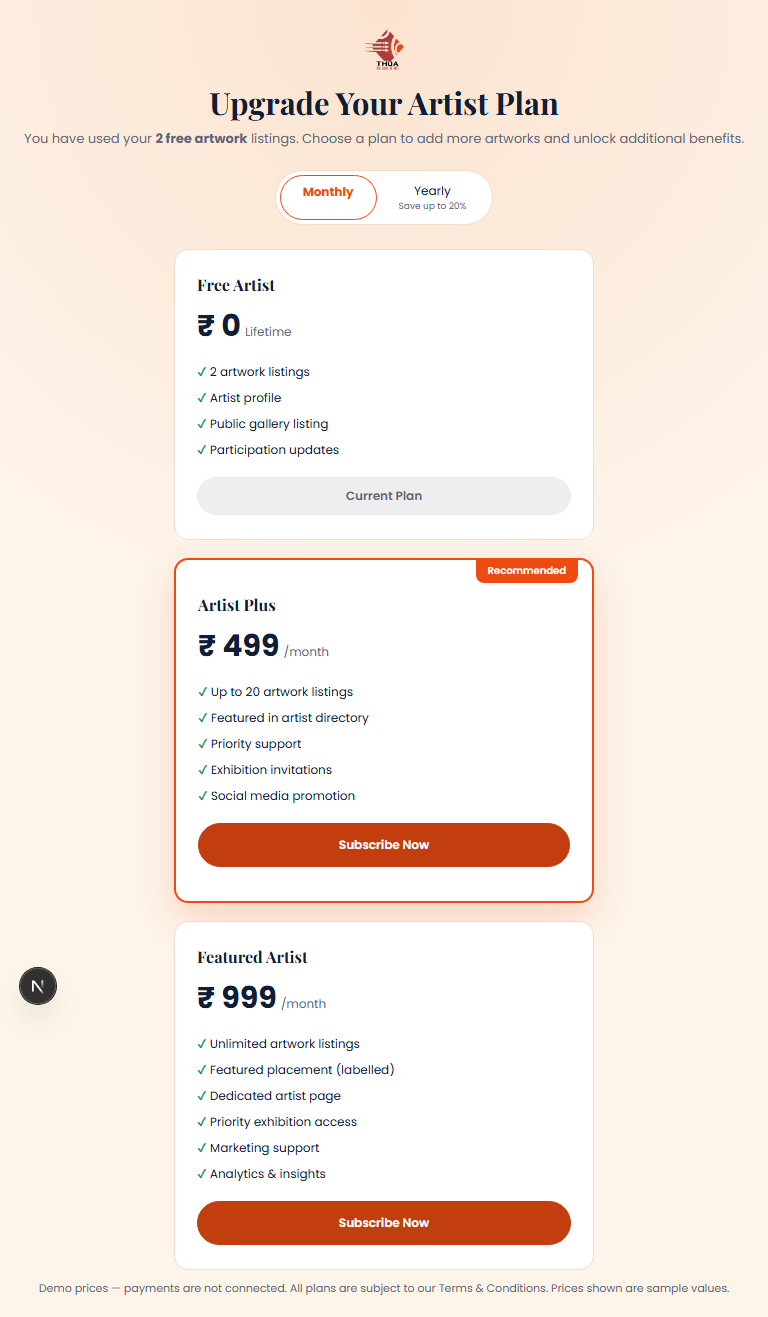 THOA
Upgrade Your Artist Plan
You have used your 2 free artwork listings. Choose a plan to add more artworks and unlock additional benefits.
Monthly
Yearly
Save up to 20%
Free Artist
₹ 0 Lifetime
✓ 2 artwork listings
✓ Artist profile
✓ Public gallery listing
✓ Participation updates
Current Plan
Recommended
Artist Plus
₹ 499 /month
✓ Up to 20 artwork listings
✓ Featured in artist directory
✓ Priority support
✓ Exhibition invitations
✓ Social media promotion
Subscribe Now
Featured Artist
₹ 999 /month
✓ Unlimited artwork listings
✓ Featured placement (labelled)
✓ Dedicated artist page
✓ Priority exhibition access
✓ Marketing support
✓ Analytics & insights
Subscribe Now
N
Demo prices — payments are not connected. All plans are subject to our Terms & Conditions. Prices shown are sample values.